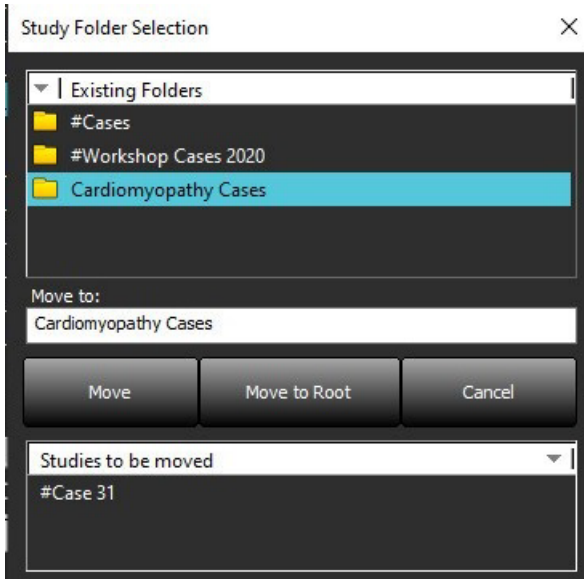 Study Folder Selection
Existing Folders
#Cases
#Workshop Cases 2020
Cardiomyopathy Cases
Move to:
Cardiomyopathy Cases
Move
Move to Root
Cancel
Studies to be moved
#Case 31